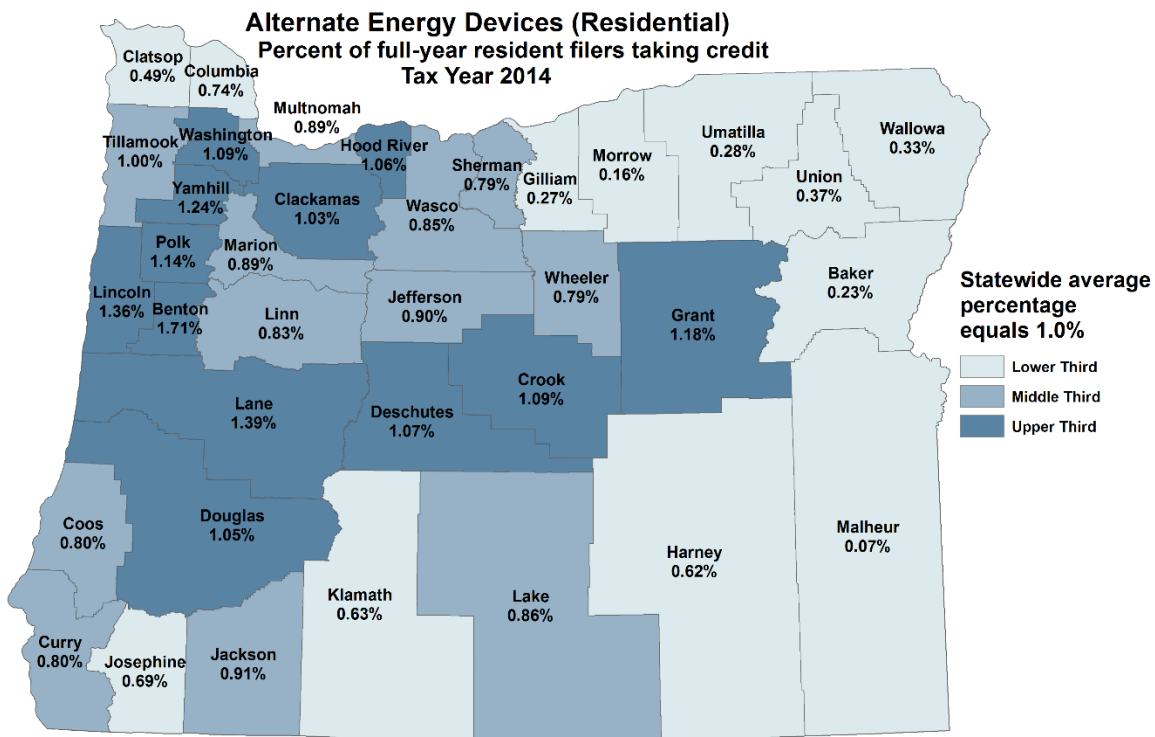 Alternate Energy Devices (Residential)
Percent of full-year resident filers taking credit
Tax Year 2014
Clatsop
0.49%
Columbia
0.74%
Multnomah
0.89%
Tillamook
1.00%
Washington
1.09%
Hood River
1.06%
Sherman
0.79%
Gilliam
0.27%
Morrow
0.16%
Umatilla
0.28%
Union
0.37%
Wallowa
0.33%
Yamhill
1.24%
Clackamas
1.03%
Wasco
0.85%
Polk
1.14%
Marion
0.89%
Wheeler
0.79%
Baker
0.23%
Lincoln
1.36%
Benton
1.71%
Linn
0.83%
Jefferson
0.90%
Grant
1.18%
Crook
1.09%
Lane
1.39%
Deschutes
1.07%
Coos
0.80%
Douglas
1.05%
Klamath
0.63%
Lake
0.86%
Harney
0.62%
Malheur
0.07%
Curry
0.80%
Josephine
0.69%
Jackson
0.91%
Statewide average
percentage
equals 1.0%
Lower Third
Middle Third
Upper Third